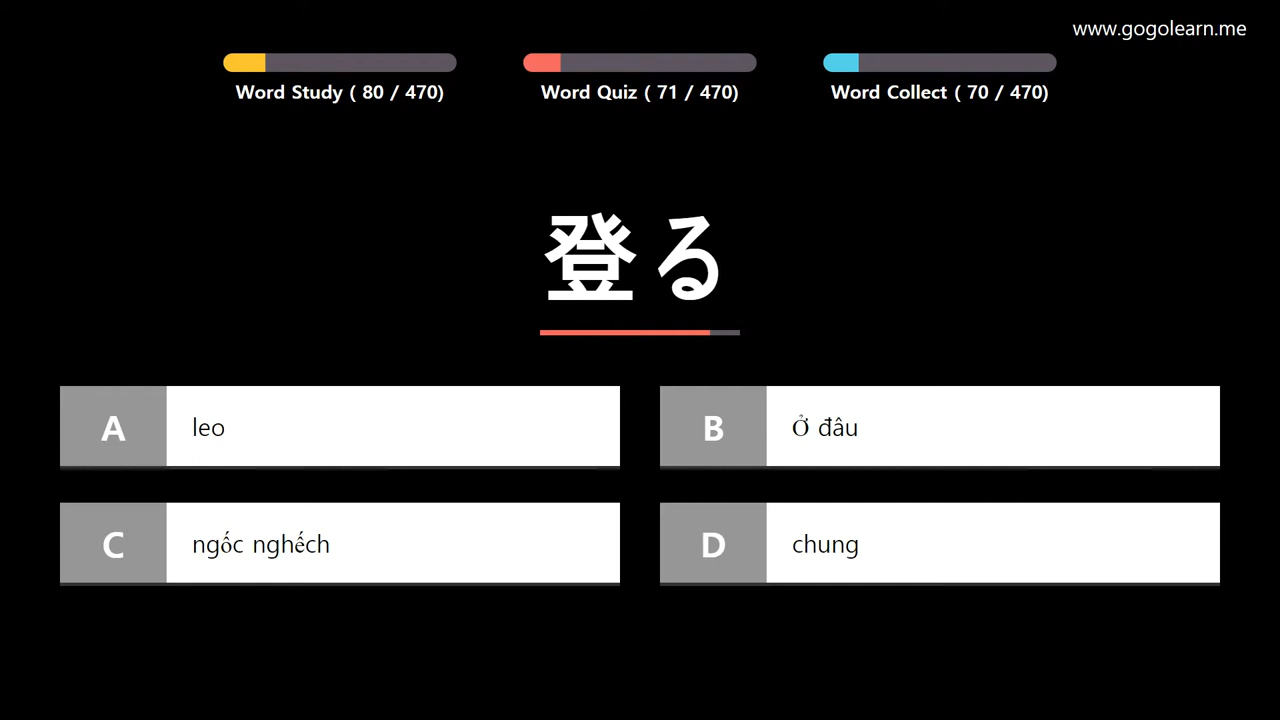 www.gogolearn.me
Word Study ( 80 / 470)
Word Quiz ( 71 / 470)
Word Collect ( 70 / 470)
登る
A leo
B Ở đâu
C ngốc nghếch
D chung